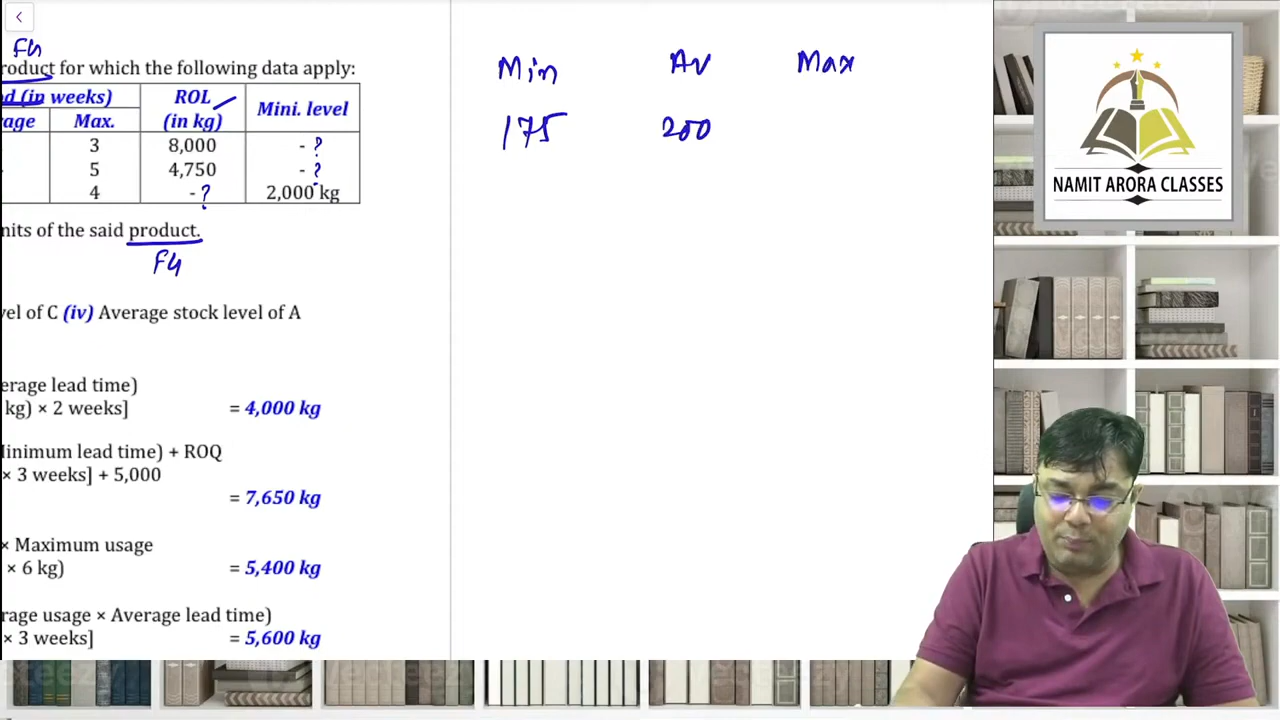 FG
roduct for which the following data apply:
d (in weeks) ROL (in kg) Mini. level
age Max.
3 8,000 - ?
5 4,750 - ?
4 - ? 2,000 kg
nits of the said product.
FG
vel of C (iv) Average stock level of A
erage lead time)
kg) × 2 weeks] = 4,000 kg
inimum lead time) + ROQ
× 3 weeks] + 5,000
= 7,650 kg
× Maximum usage
× 6 kg) = 5,400 kg
rage usage × Average lead time)
× 3 weeks] = 5,600 kg
Min Av Max
175 200
NAMIT ARORA CLASSES